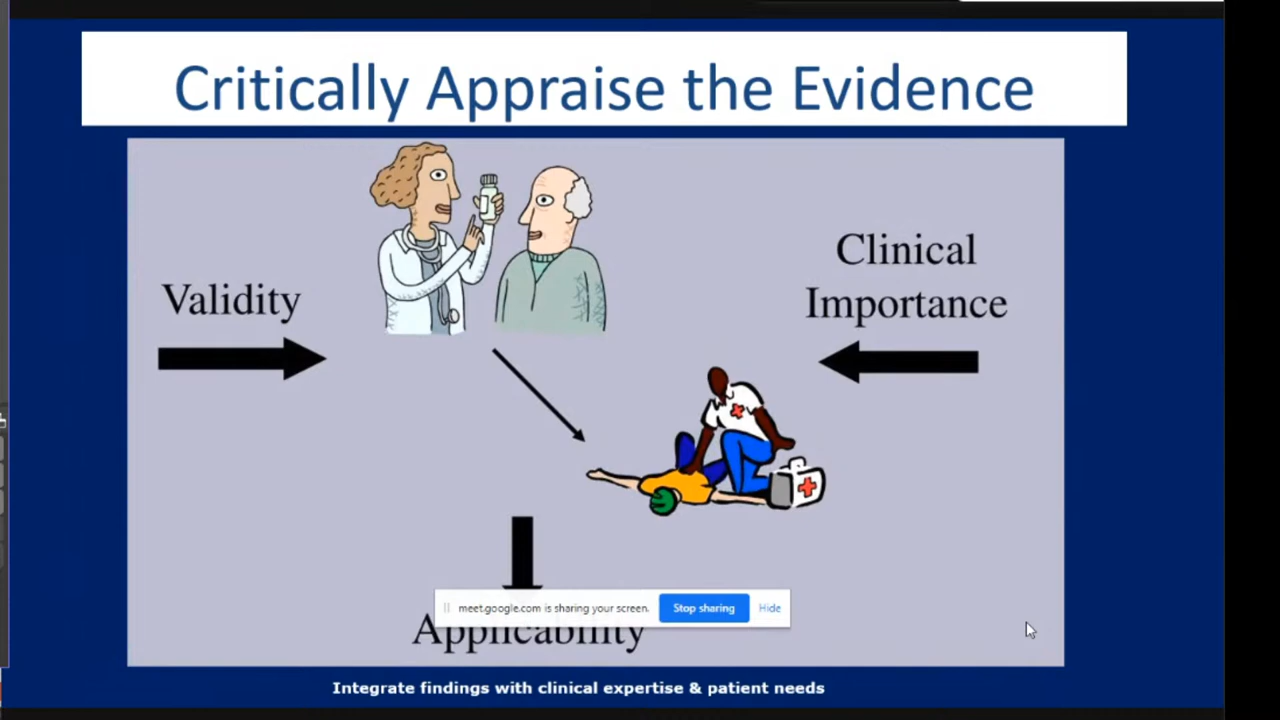 Critically Appraise the Evidence
Validity
Clinical
Importance
meet.google.com is sharing your screen.
Stop sharing
Hide
Applicability
Integrate findings with clinical expertise & patient needs